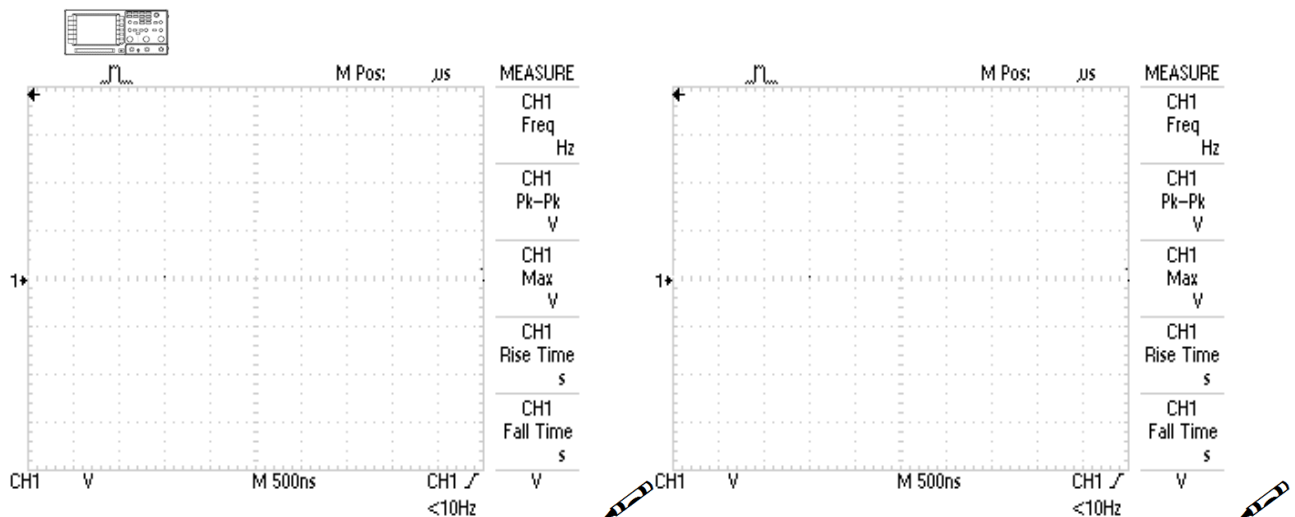 M Pos: µs MEASURE
CH1
Freq
Hz
CH1
Pk-Pk
V
1
CH1
Max
V
CH1
Rise Time
s
CH1
Fall Time
s
CH1 V M 500ns CH1 V
<10Hz
M Pos: µs MEASURE
CH1
Freq
Hz
CH1
Pk-Pk
V
1
CH1
Max
V
CH1
Rise Time
s
CH1
Fall Time
s
CH1 V M 500ns CH1 V
<10Hz